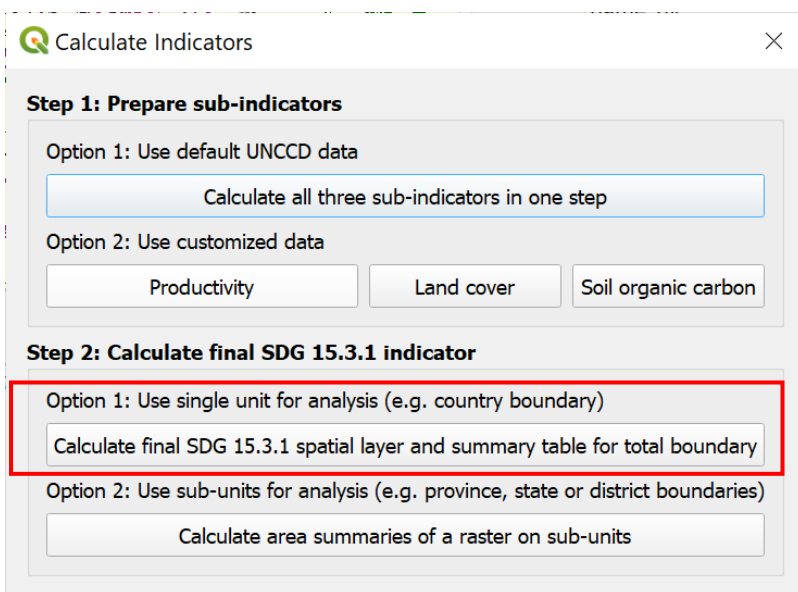 Calculate Indicators
Step 1: Prepare sub-indicators
Option 1: Use default UNCCD data
Calculate all three sub-indicators in one step
Option 2: Use customized data
Productivity Land cover Soil organic carbon
Step 2: Calculate final SDG 15.3.1 indicator
Option 1: Use single unit for analysis (e.g. country boundary)
Calculate final SDG 15.3.1 spatial layer and summary table for total boundary
Option 2: Use sub-units for analysis (e.g. province, state or district boundaries)
Calculate area summaries of a raster on sub-units